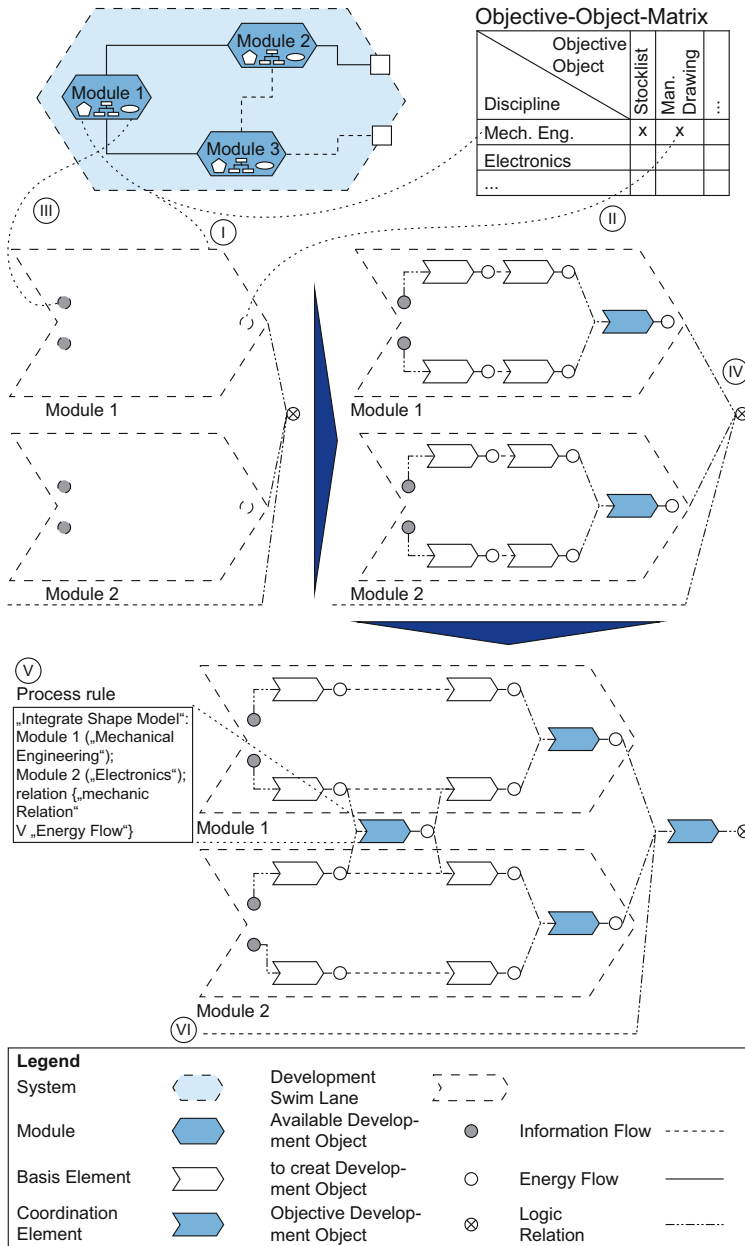 Objective-Object-Matrix
Module 2
Module 1
Module 3
Objective
Object
Discipline
Stocklist
Man.
Drawing
...
Mech. Eng.
x
x
Electronics
...
III
I
II
IV
Module 1
Module 1
Module 2
Module 2
V
Process rule
„Integrate Shape Model“:
Module 1 („Mechanical
Engineering“);
Module 2 („Electronics“);
relation {„mechanic
Relation“
V „Energy Flow“}
Module 1
Module 2
VI
Legend
System
Development
Swim Lane
Module
Available Develop-
ment Object
Information Flow
Basis Element
to creat Develop-
ment Object
Energy Flow
Coordination
Element
Objective Develop-
ment Object
Logic
Relation